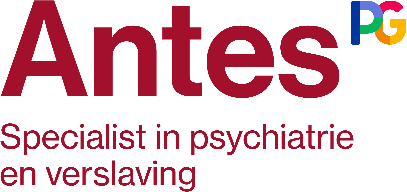 Antes PG
Specialist in psychiatrie
en verslaving